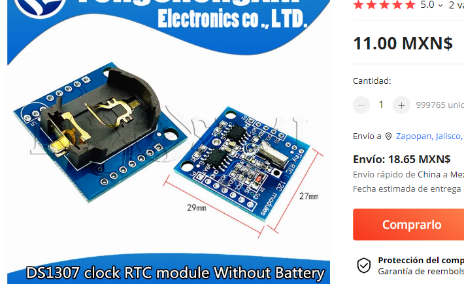 Electronics co., LTD.
29mm
27mm
DS1307 clock RTC module Without Battery
5.0
11.00 MXN$
Cantidad:
1
+
Envío a Zapopan, Jalisco,
Envío: 18.65 MXN$
Envío rápido de China a
Fecha estimada de entrega
Comprarlo
Protección del
Garantía de